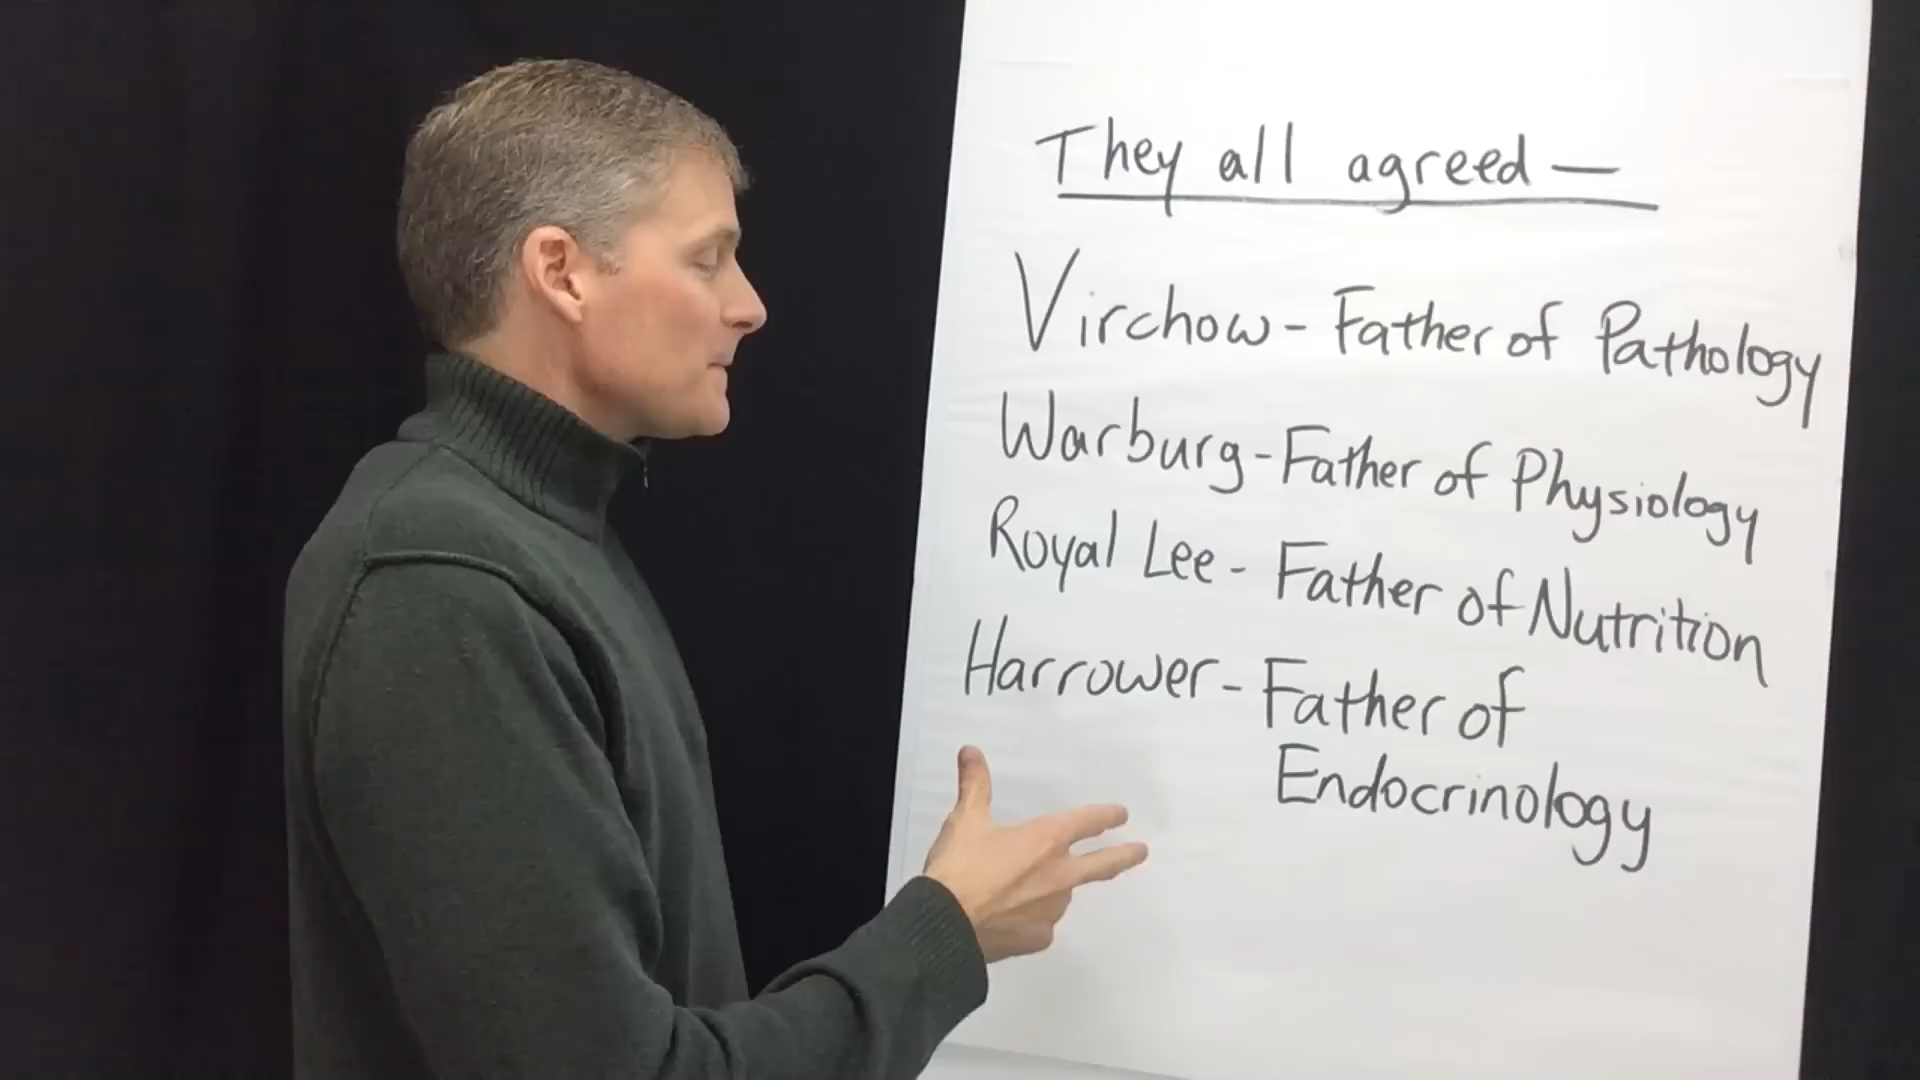 They all agreed —
Virchow - Father of Pathology
Warburg - Father of Physiology
Royal Lee - Father of Nutrition
Harrower - Father of
Endocrinology